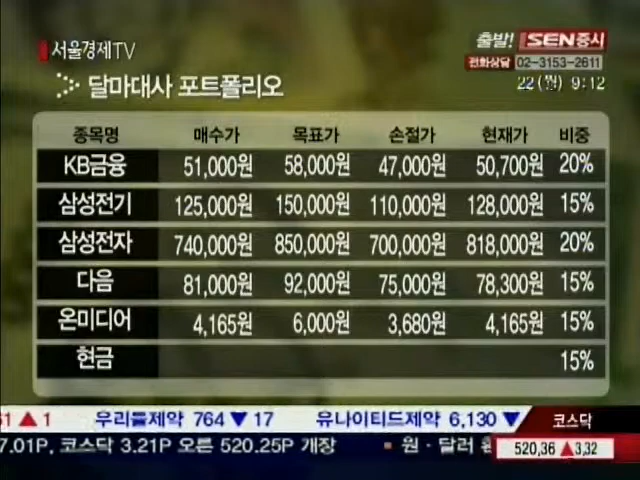 서울경제TV
출발! SEN증시
전화상담 02-3153-2611
달마대사 포트폴리오
22(월) 9:12
종목명 매수가 목표가 손절가 현재가 비중
KB금융 51,000원 58,000원 47,000원 50,700원 20%
삼성전기 125,000원 150,000원 110,000원 128,000원 15%
삼성전자 740,000원 850,000원 700,000원 818,000원 20%
다음 81,000원 92,000원 75,000원 78,300원 15%
온미디어 4,165원 6,000원 3,680원 4,165원 15%
현금 15%
▲ 1 우리들제약 764 ▼ 17 유나이티드제약 6,130 ▼
코스닥
7.01P, 코스닥 3.21P 오른 520.25P 개장 ▪ 원·달러
520,36 ▲3,32